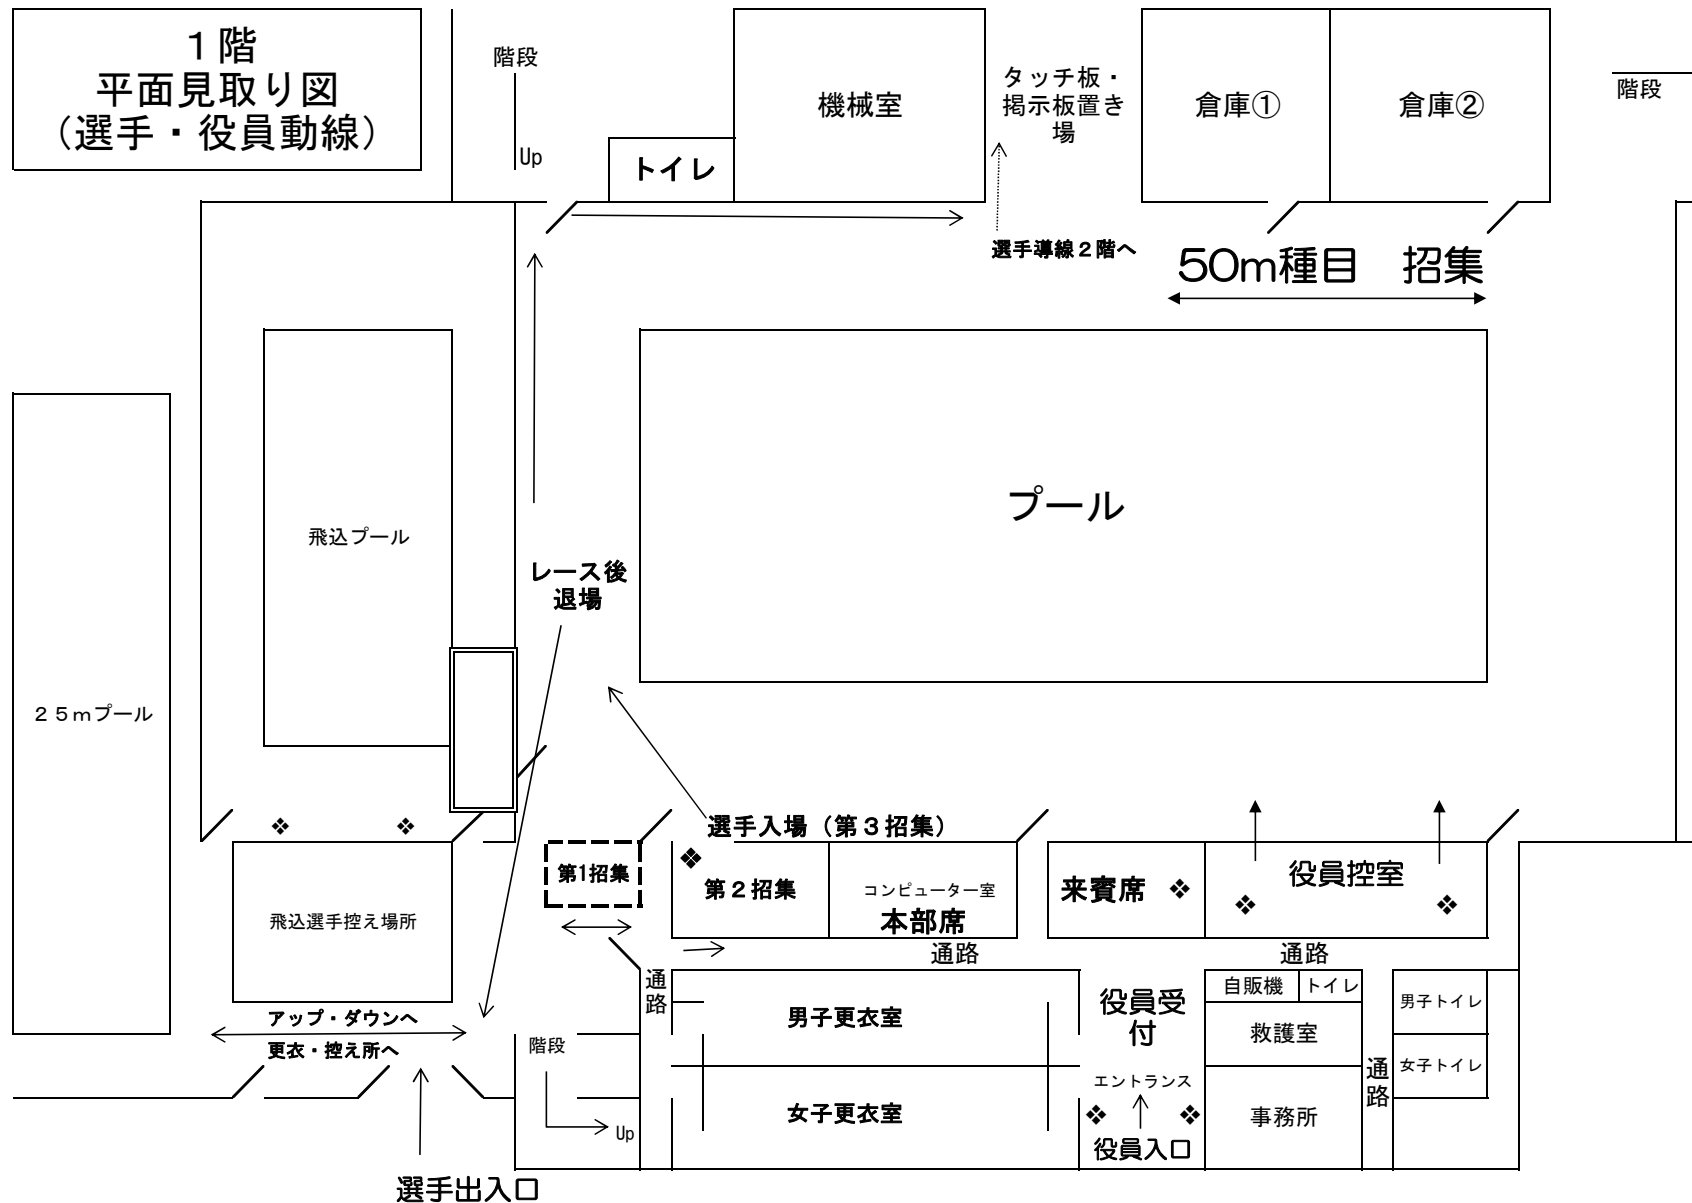 １階
平面見取り図
（選手・役員動線）
階段
Up
トイレ
機械室
タッチ板・
掲示板置き
場
倉庫①
倉庫②
階段
選手導線２階へ
50m種目　招集
プール
飛込プール
レース後
退場
２５ｍプール
選手入場（第３招集）
❖
❖
第1招集
❖
第２招集
コンピューター室
本部席
来賓席 ❖
役員控室
❖
❖
飛込選手控え場所
通路
通路
通路
アップ・ダウンへ
更衣・控え所へ
階段
Up
男子更衣室
女子更衣室
役員受
付
エントランス
❖
❖
役員入口
自販機
トイレ
救護室
事務所
通路
男子トイレ
女子トイレ
選手出入口